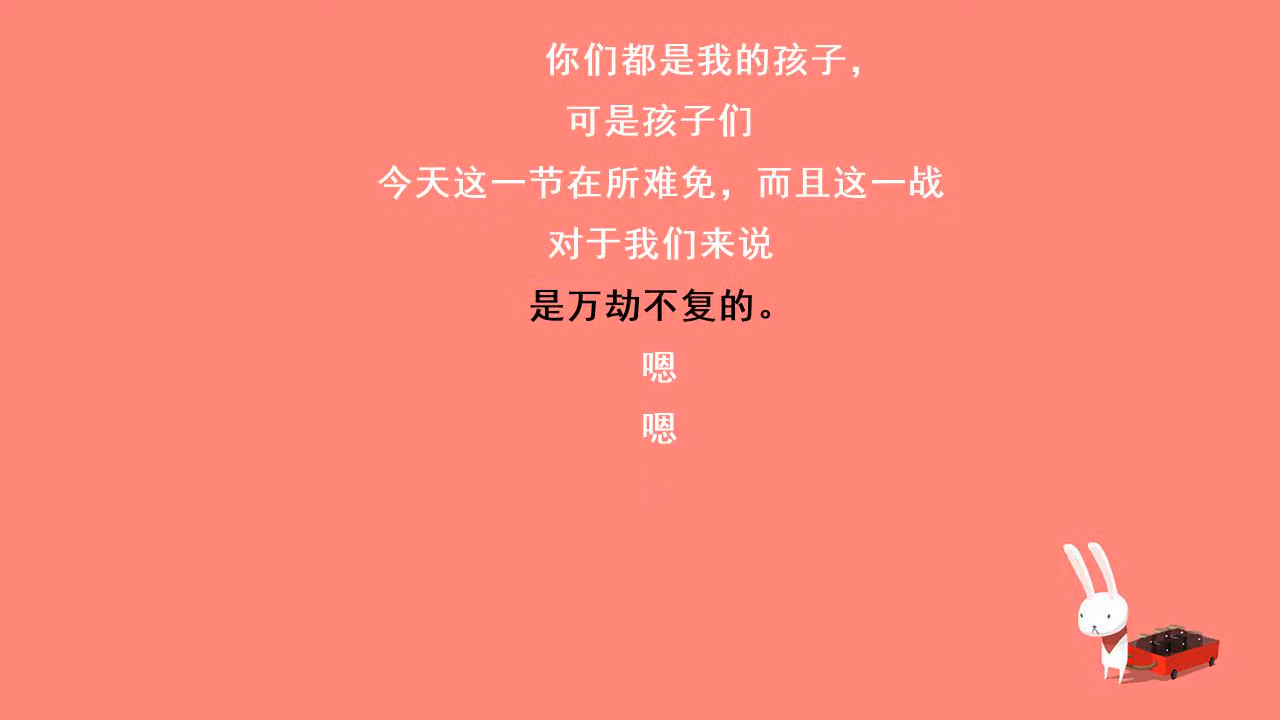 你们都是我的孩子，
可是孩子们
今天这一节在所难免，而且这一战
对于我们来说
是万劫不复的。
嗯
嗯